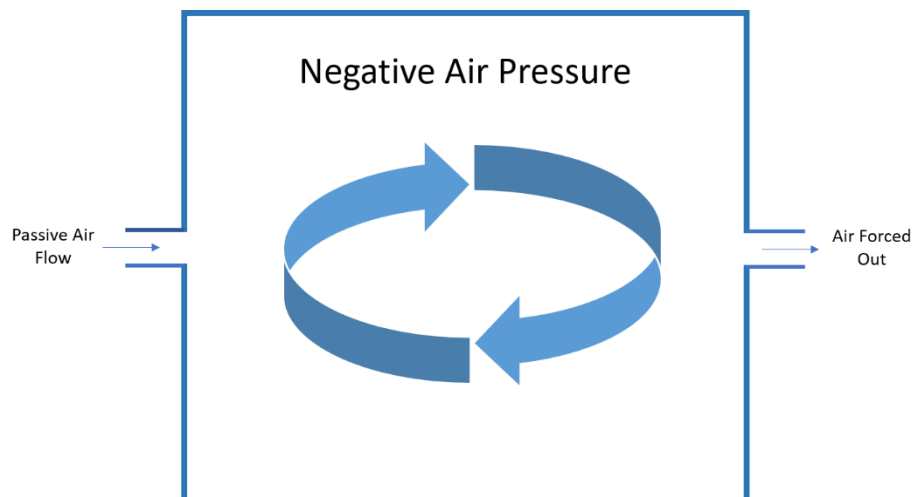 Negative Air Pressure
Passive Air
Flow
Air Forced
Out